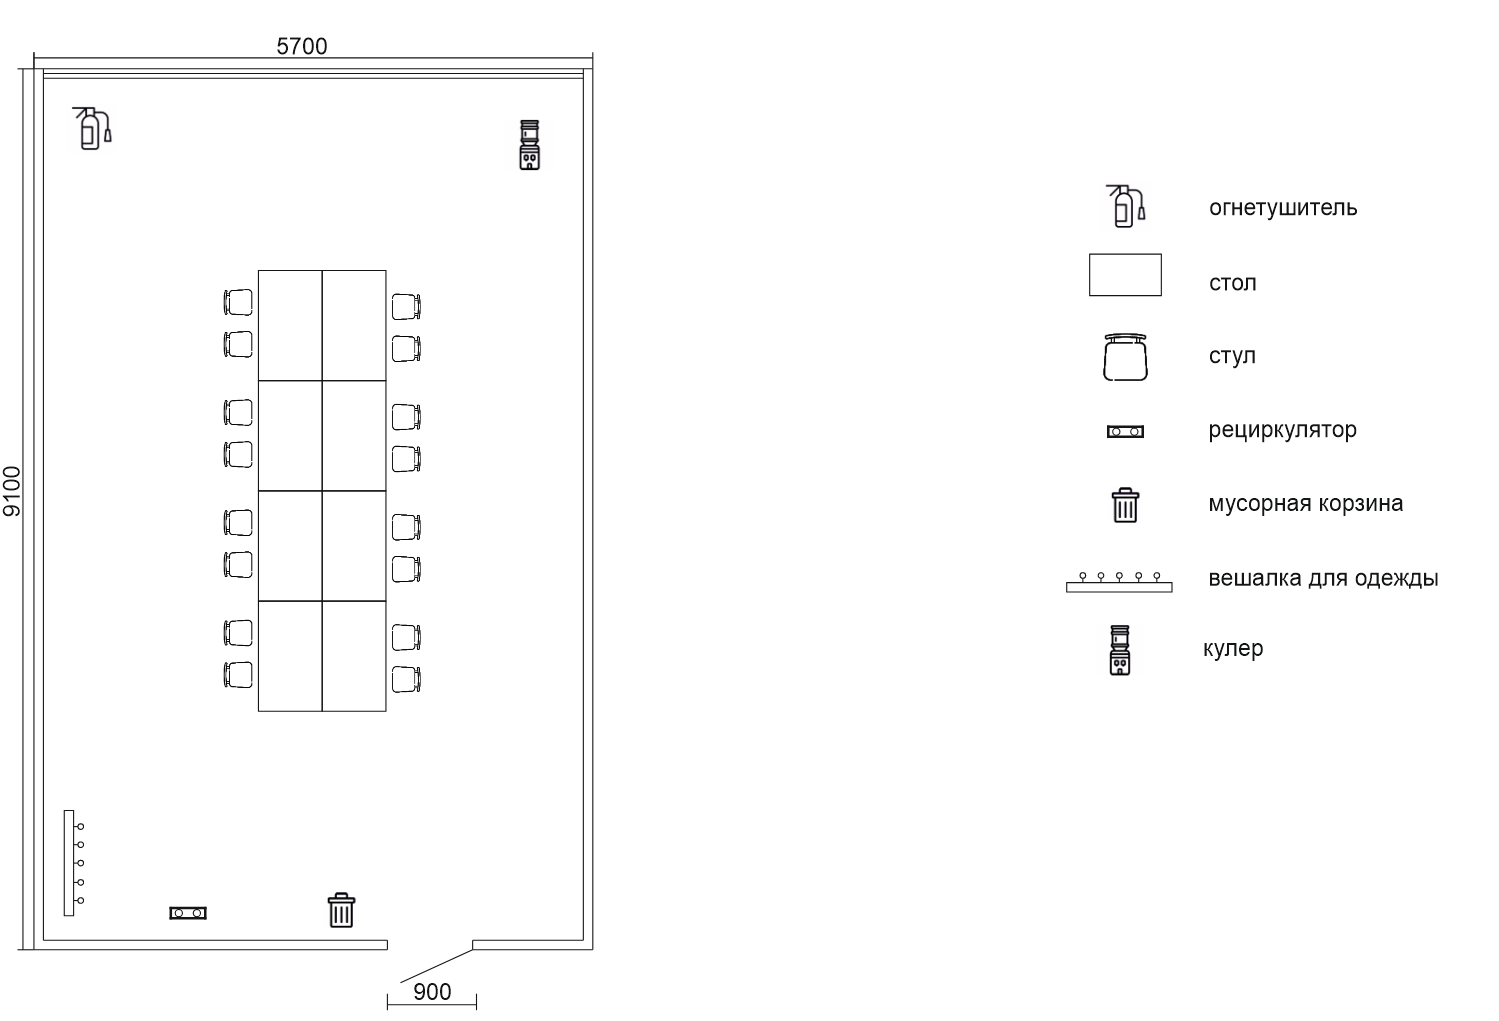 5700
9100
900
огнетушитель
стол
стул
рециркулятор
мусорная корзина
вешалка для одежды
кулер